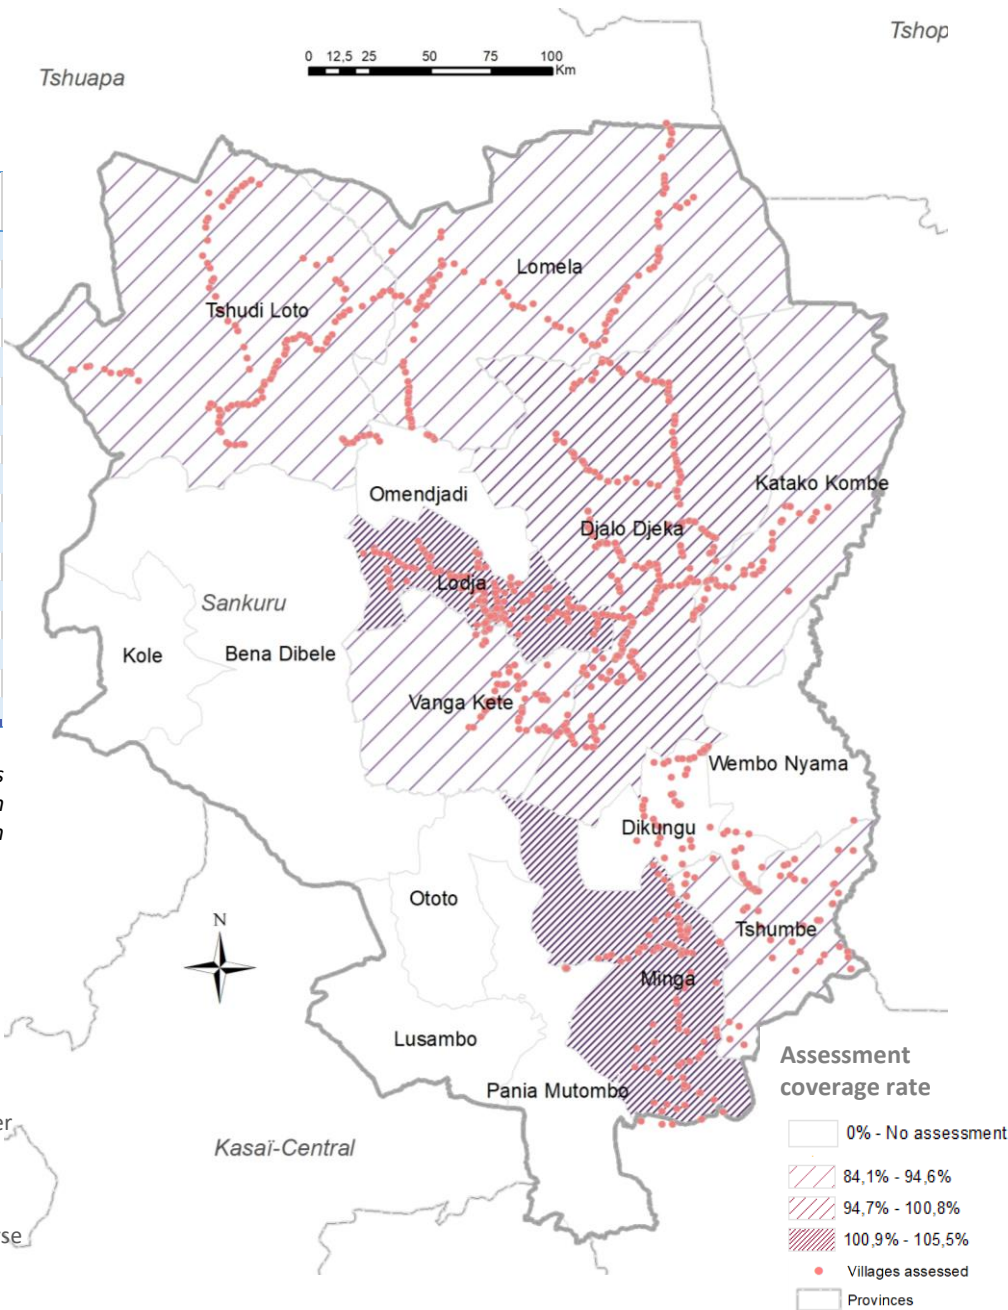 Tshop
0 12,5 25 50 75 100
Km
Tshuapa
Lomela
Tshudi Loto
Katako Kombe
Omendjadi
Djalo Djeka
Lodja
Sankuru
Kole
Bena Dibele
Vanga Kete
Wembo Nyama
Dikungu
Ototo
N
Tshumbe
Minga
Lusambo
Pania Mutombo
Kasaï-Central
Assessment
coverage rate
0% - No assessment
84,1% - 94,6%
94,7% - 100,8%
100,9% - 105,5%
Villages assessed
Provinces